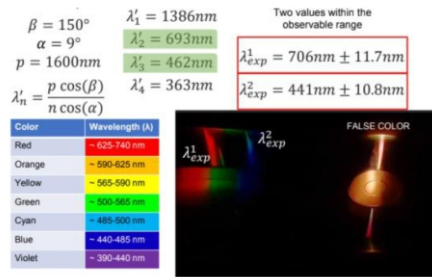 β = 150°
α = 9°
p = 1600nm
λ′ₙ = p cos(β) / n cos(α)
λ′₁ = 1386nm
λ′₂ = 693nm
λ′₃ = 462nm
λ′₄ = 363nm
Two values within the
observable range
λ¹ₑₓₚ = 706nm ± 11.7nm
λ²ₑₓₚ = 441nm ± 10.8nm
Color Wavelength (λ)
Red ~ 625-740 nm
Orange ~ 590-625 nm
Yellow ~ 565-590 nm
Green ~ 500-565 nm
Cyan ~ 485-500 nm
Blue ~ 440-485 nm
Violet ~ 390-440 nm
λ¹ₑₓₚ
λ²ₑₓₚ
FALSE COLOR